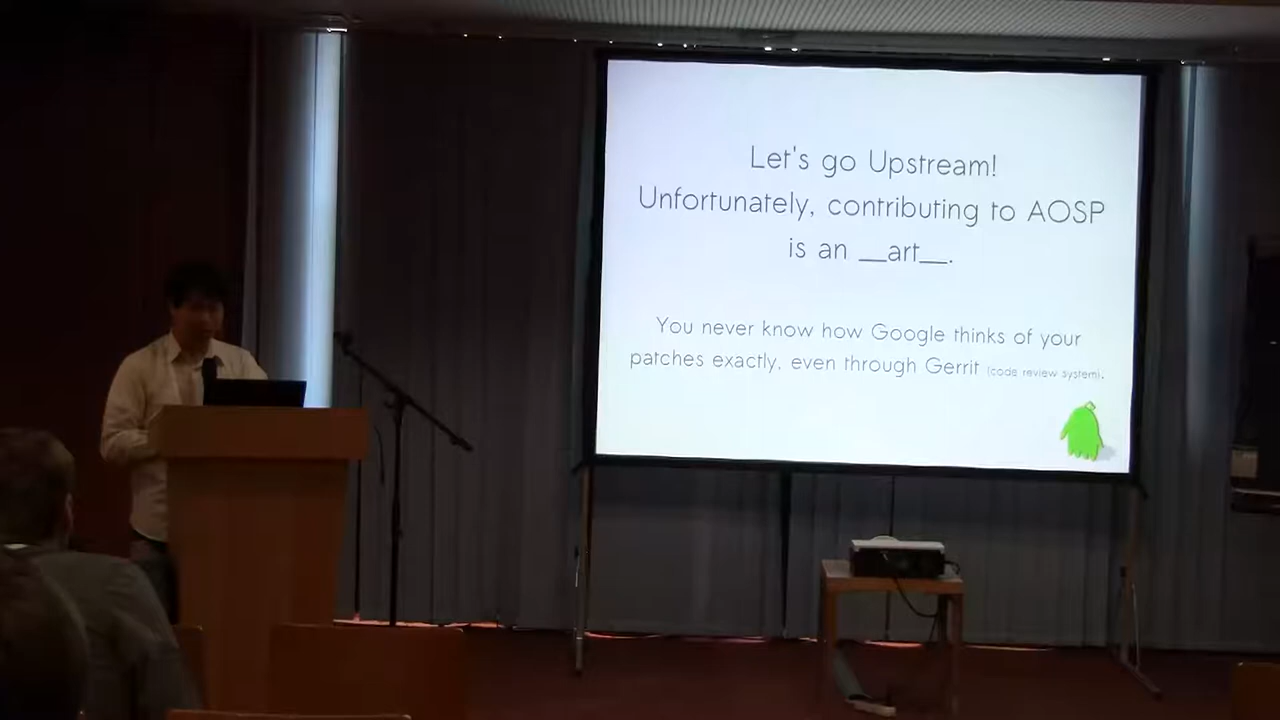 Let's go Upstream!
Unfortunately, contributing to AOSP
is an __art__.
You never know how Google thinks of your
patches exactly, even through Gerrit (code review system).